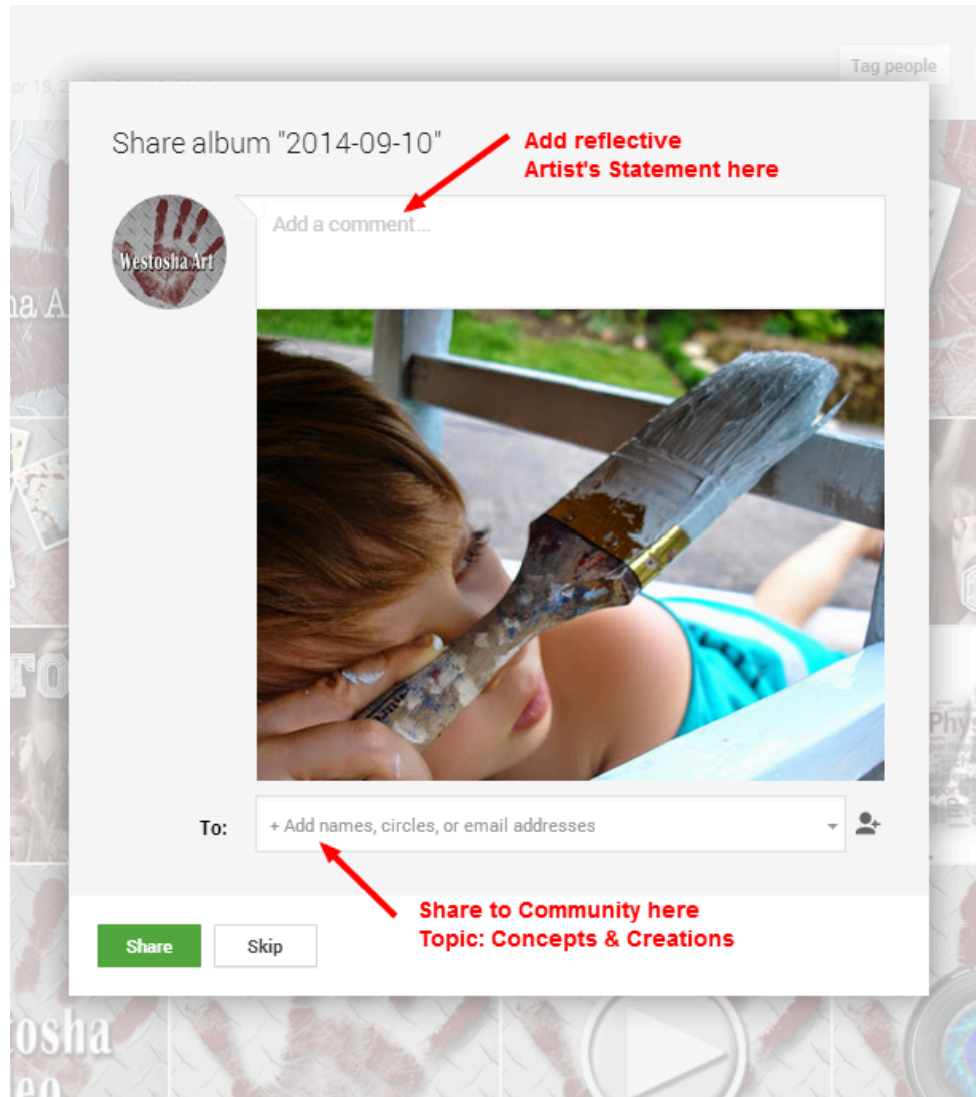 Tag people
Share album "2014-09-10"
Add reflective
Artist's Statement here
Add a comment...
Westosha Art
To:
+ Add names, circles, or email addresses
Share to Community here
Topic: Concepts & Creations
Share
Skip